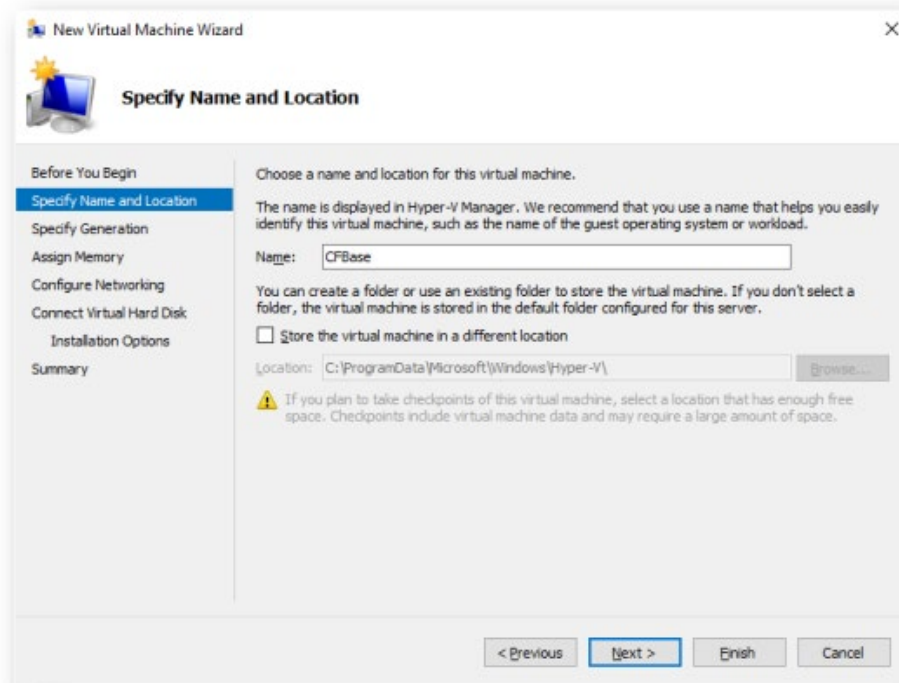 New Virtual Machine Wizard
Specify Name and Location
Before You Begin
Specify Name and Location
Specify Generation
Assign Memory
Configure Networking
Connect Virtual Hard Disk
Installation Options
Summary
Choose a name and location for this virtual machine.
The name is displayed in Hyper-V Manager. We recommend that you use a name that helps you easily
identify this virtual machine, such as the name of the guest operating system or workload.
Name: CFBase
You can create a folder or use an existing folder to store the virtual machine. If you don't select a
folder, the virtual machine is stored in the default folder configured for this server.
Store the virtual machine in a different location
Location: C:\ProgramData\Microsoft\Windows\Hyper-V\ Browse...
If you plan to take checkpoints of this virtual machine, select a location that has enough free
space. Checkpoints include virtual machine data and may require a large amount of space.
< Previous Next > Finish Cancel